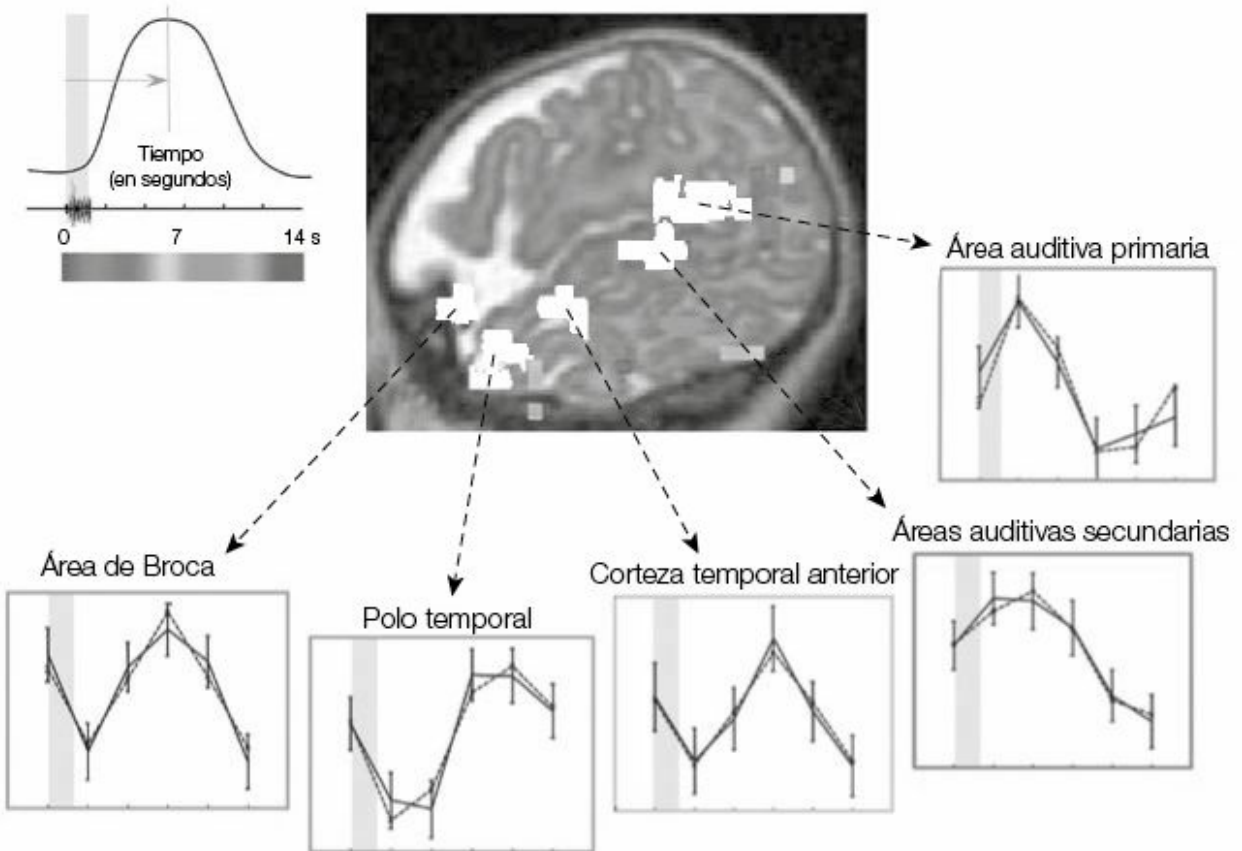 Tiempo
(en segundos)
0 7 14 s
Área auditiva primaria
Áreas auditivas secundarias
Corteza temporal anterior
Polo temporal
Área de Broca